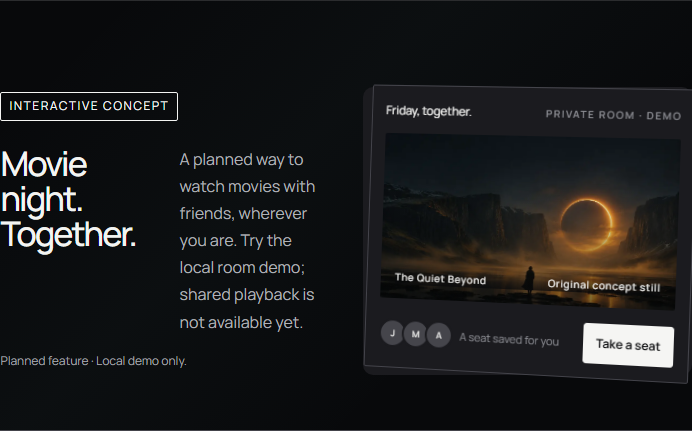 INTERACTIVE CONCEPT
Movie
night.
Together.
A planned way to
watch movies with
friends, wherever
you are. Try the
local room demo;
shared playback is
not available yet.
Planned feature · Local demo only.
Friday, together.
PRIVATE ROOM · DEMO
The Quiet Beyond
Original concept still
J M A
A seat saved for you
Take a seat